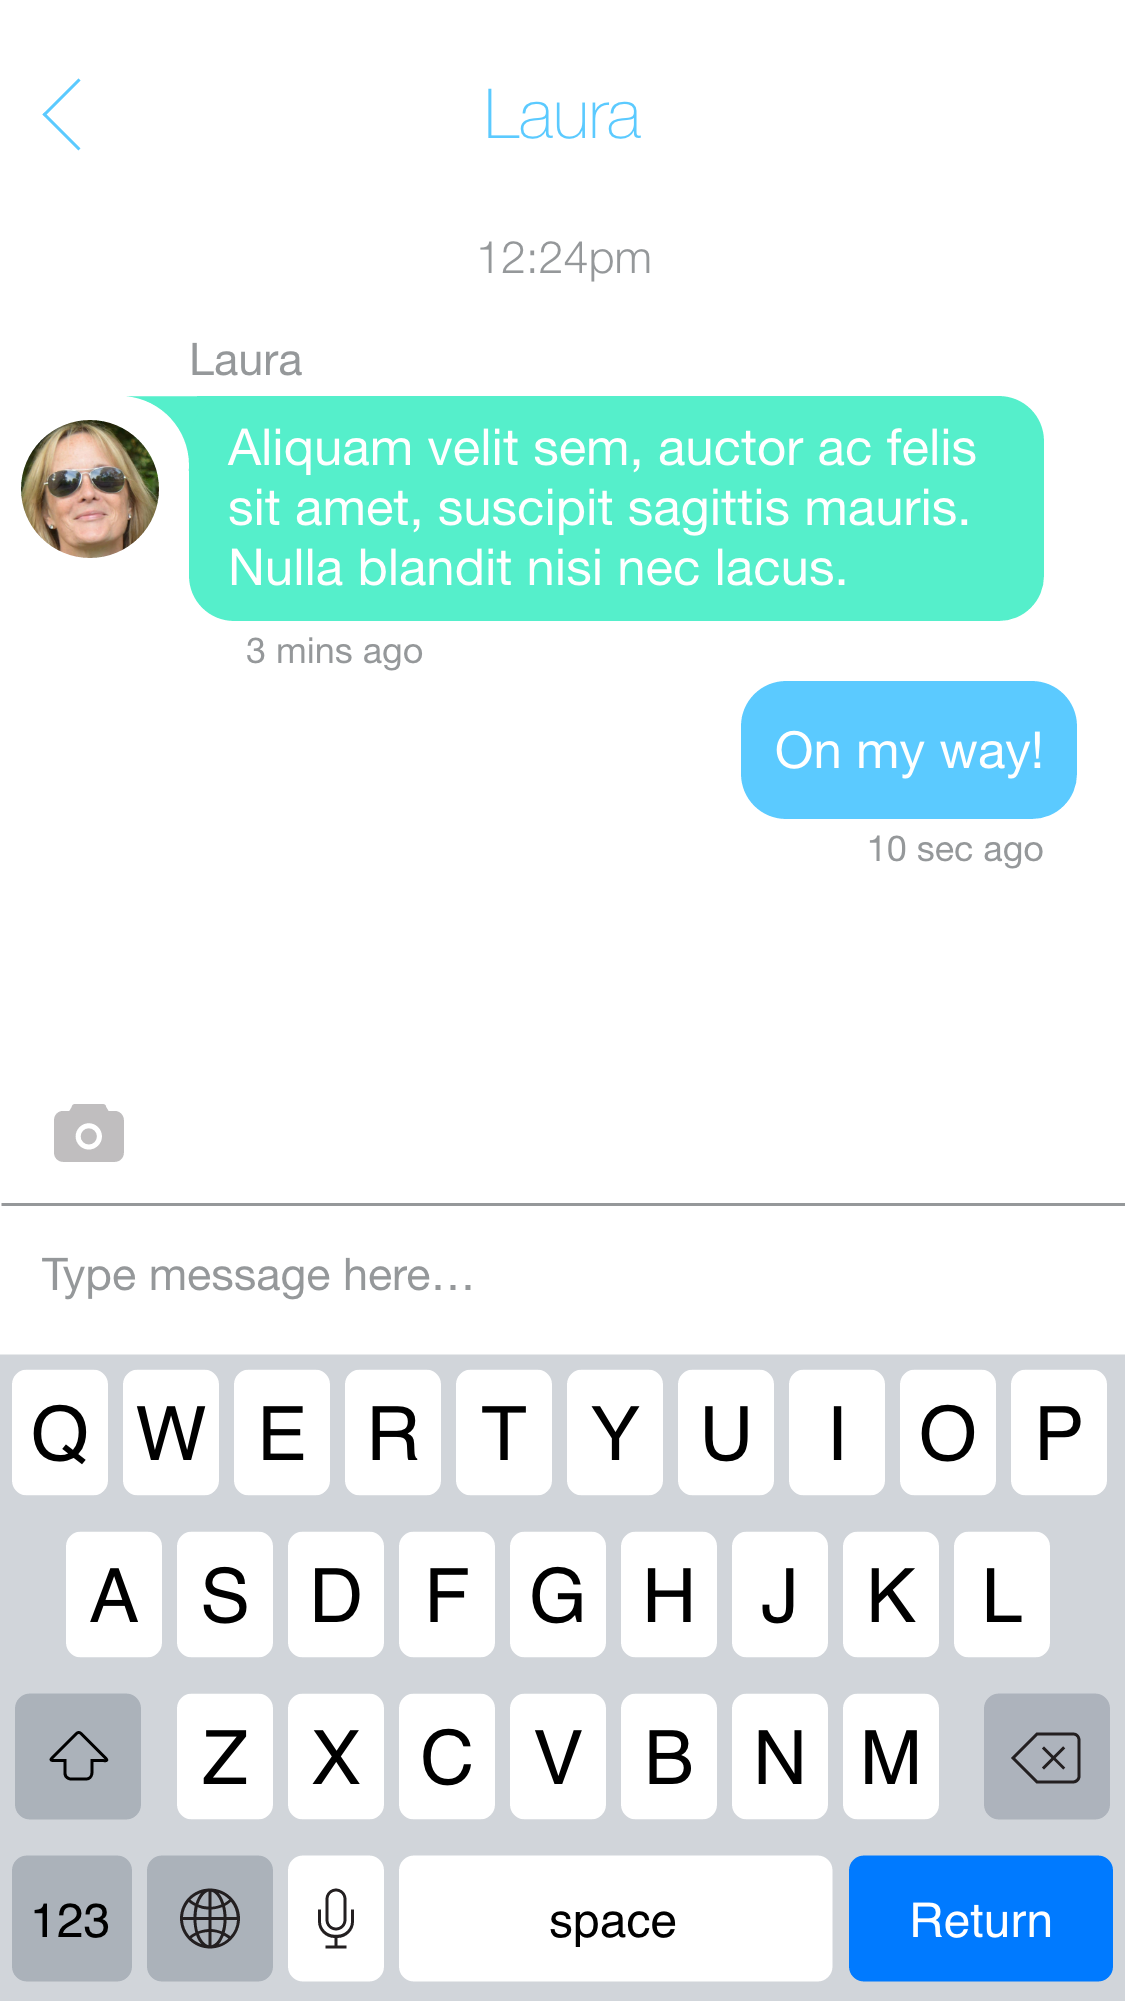 Laura
12:24pm
Laura
Aliquam velit sem, auctor ac felis
sit amet, suscipit sagittis mauris.
Nulla blandit nisi nec lacus.
3 mins ago
On my way!
10 sec ago
Type message here...
Q W E R T Y U I O P
A S D F G H J K L
Z X C V B N M
123 space Return